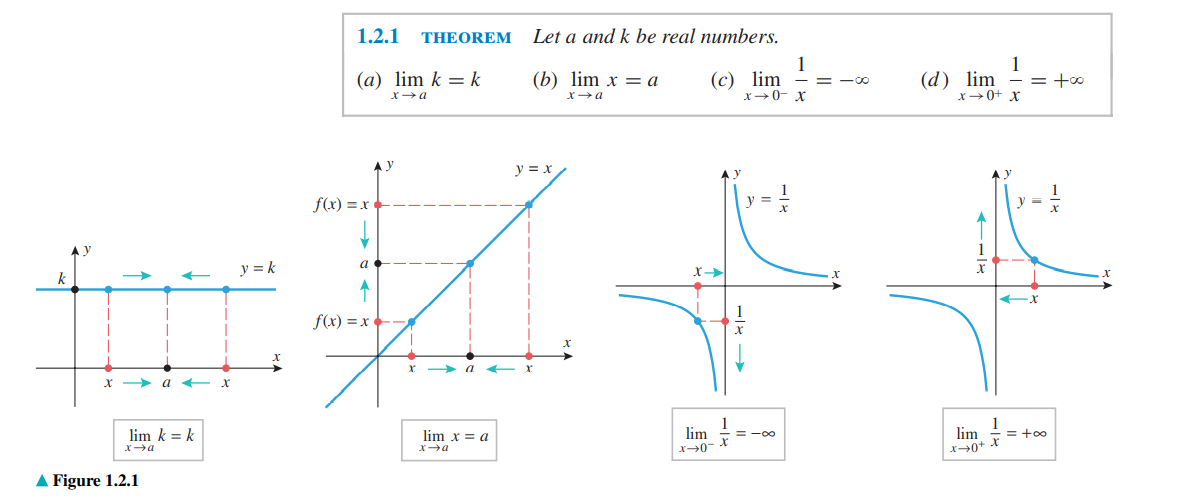 1.2.1 THEOREM Let a and k be real numbers.
(a) lim k = k (b) lim x = a (c) lim 1/x = −∞ (d) lim 1/x = +∞
x→a x→a x→0− x→0+
y
k
y = k
x
x a x
lim k = k
x→a
y
y = x
f(x) = x
a
f(x) = x
x
x a x
lim x = a
x→a
y
y = 1/x
x
x
1/x
lim 1/x = −∞
x→0−
y
y = 1/x
1/x
x
x
lim 1/x = +∞
x→0+
▲ Figure 1.2.1